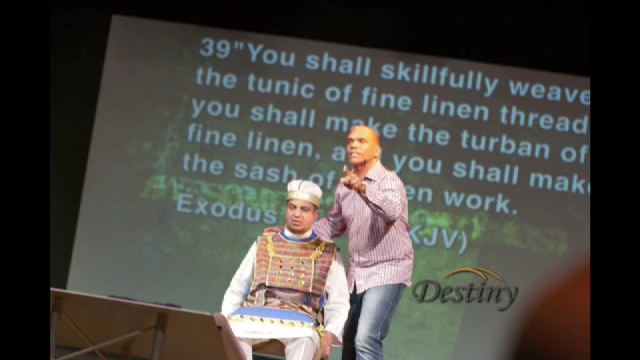 39"You shall skillfully weave
the tunic of fine linen thread
you shall make the turban of
fine linen, you shall make
the sash of work.
Exodus KJV)
Destiny